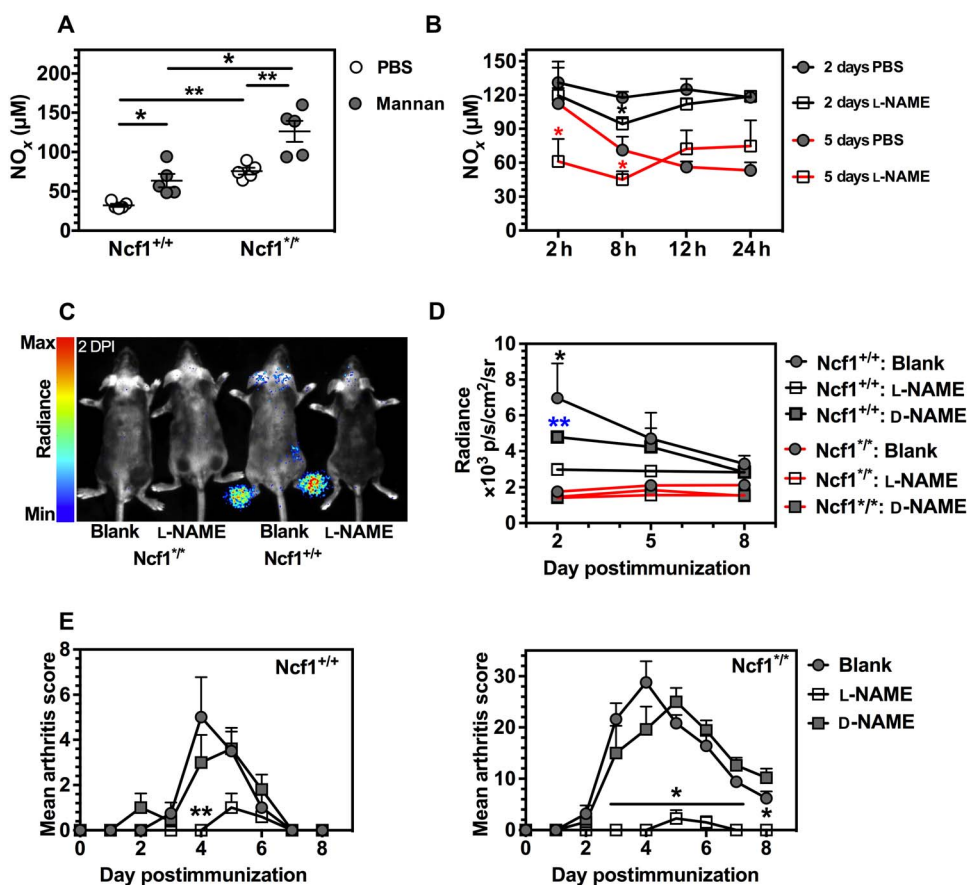 A
NOx (µM)
200
150
100
50
0
*
**
*
**
PBS
Mannan
Ncf1+/+
Ncf1*/*
B
NOx (µM)
150
120
90
60
30
0
*
*
*
2 h
8 h
12 h
24 h
2 days PBS
2 days L-NAME
5 days PBS
5 days L-NAME
C
Max
Radiance
Min
2 DPI
Blank L-NAME Blank L-NAME
Ncf1*/* Ncf1+/+
D
Radiance
×10³ p/s/cm²/sr
10
8
6
4
2
0
*
**
2 5 8
Day postimmunization
Ncf1+/+: Blank
Ncf1+/+: L-NAME
Ncf1+/+: D-NAME
Ncf1*/*: Blank
Ncf1*/*: L-NAME
Ncf1*/*: D-NAME
E
Mean arthritis score
8
6
4
2
0
Ncf1+/+
**
0 2 4 6 8
Day postimmunization
Mean arthritis score
30
20
10
0
Ncf1*/*
*
*
0 2 4 6 8
Day postimmunization
Blank
L-NAME
D-NAME